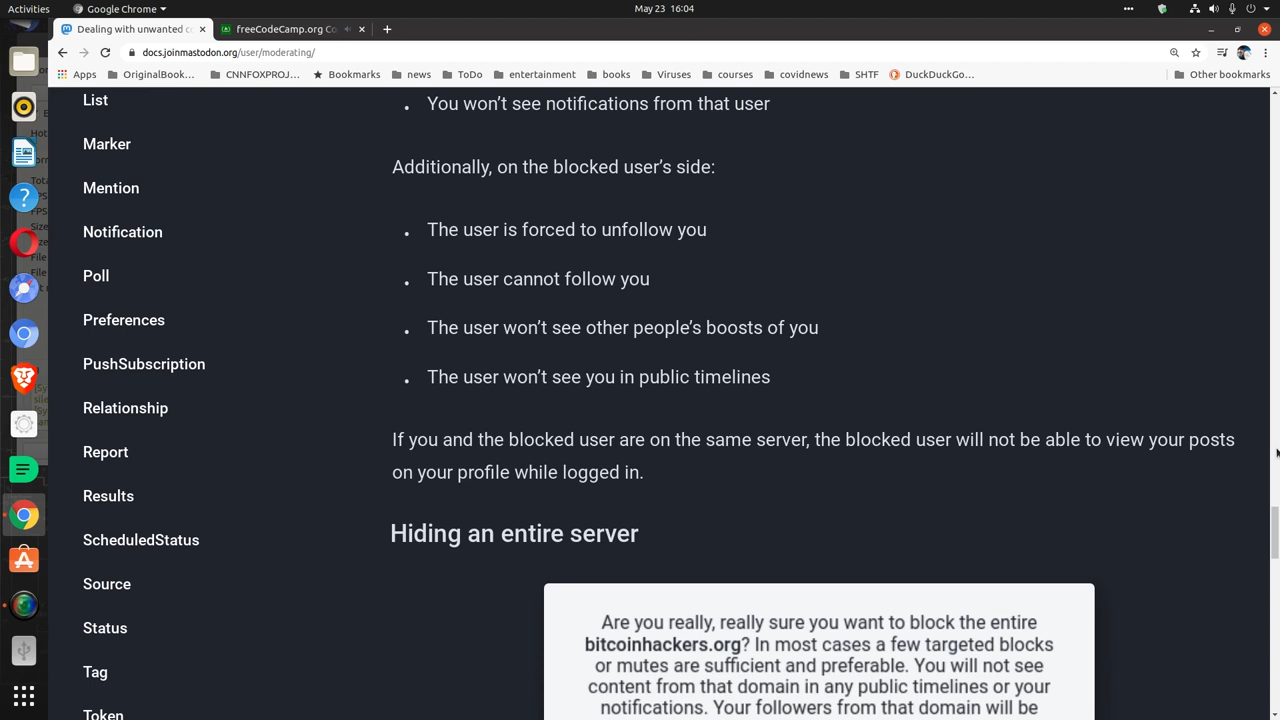 Activities
Google Chrome
May 23 16:04
Dealing with unwanted co
freeCodeCamp.org Co
docs.joinmastodon.org/user/moderating/
Apps
OriginalBook...
CNNFOXPROJ...
Bookmarks
news
ToDo
entertainment
books
Viruses
courses
covidnews
SHTF
DuckDuckGo...
Other bookmarks
List
Marker
Mention
Notification
Poll
Preferences
PushSubscription
Relationship
Report
Results
ScheduledStatus
Source
Status
Tag
Token
• You won’t see notifications from that user
Additionally, on the blocked user’s side:
• The user is forced to unfollow you
• The user cannot follow you
• The user won’t see other people’s boosts of you
• The user won’t see you in public timelines
If you and the blocked user are on the same server, the blocked user will not be able to view your posts
on your profile while logged in.
Hiding an entire server
Are you really, really sure you want to block the entire
bitcoinhackers.org? In most cases a few targeted blocks
or mutes are sufficient and preferable. You will not see
content from that domain in any public timelines or your
notifications. Your followers from that domain will be